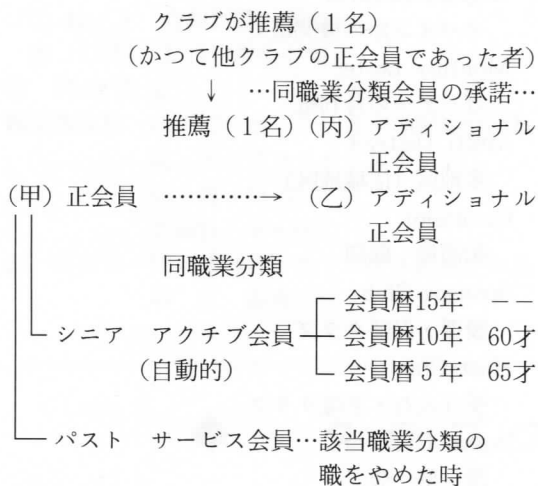 クラブが推薦（1名）
（かつて他クラブの正会員であった者）
↓ …同職業分類会員の承諾…
推薦（1名）（丙）アディショナル
正会員
（甲）正会員 …………→ （乙）アディショナル
正会員
同職業分類
シニア アクチブ会員 会員暦15年 −−
（自動的） 会員暦10年 60才
会員暦5年 65才
パスト サービス会員…該当職業分類の
職をやめた時